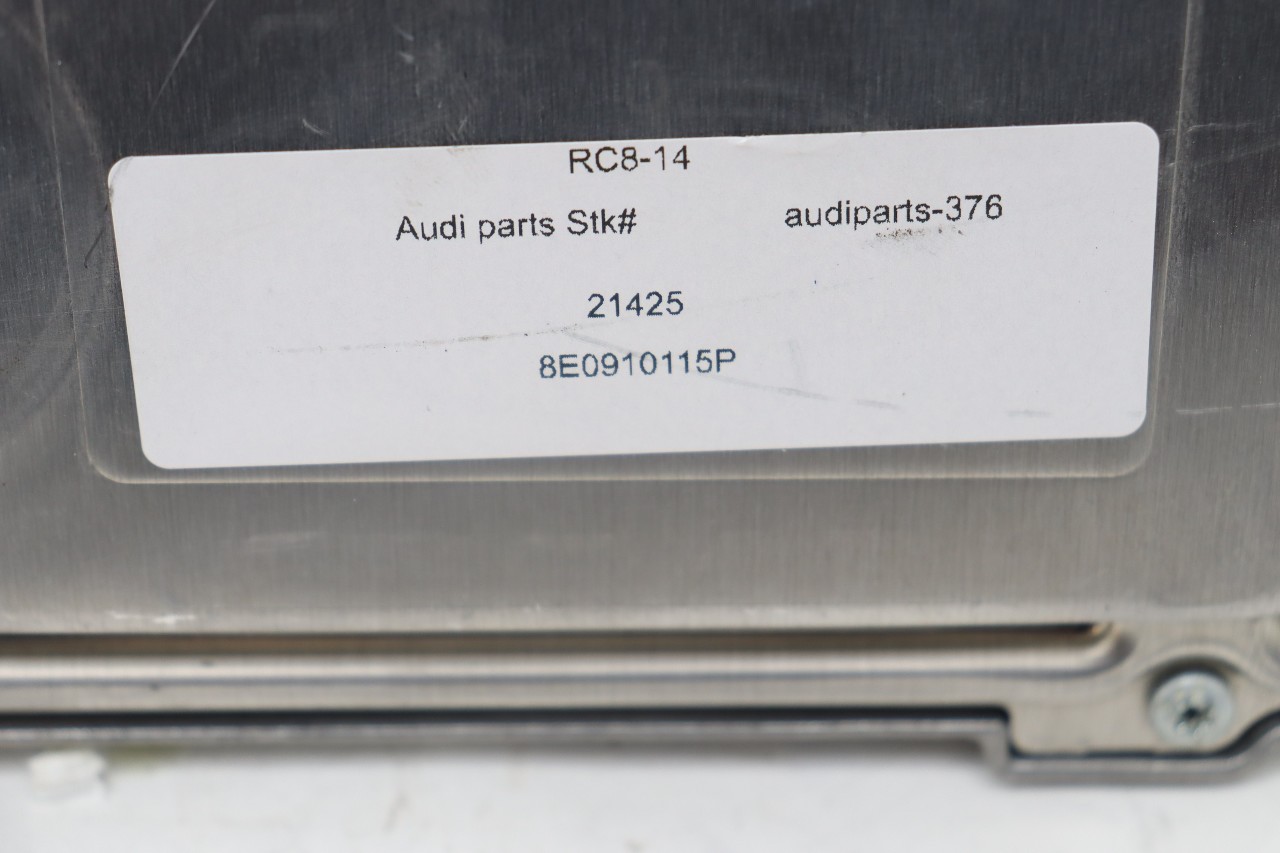 RC8-14
Audi parts Stk# audiparts-376
21425
8E0910115P